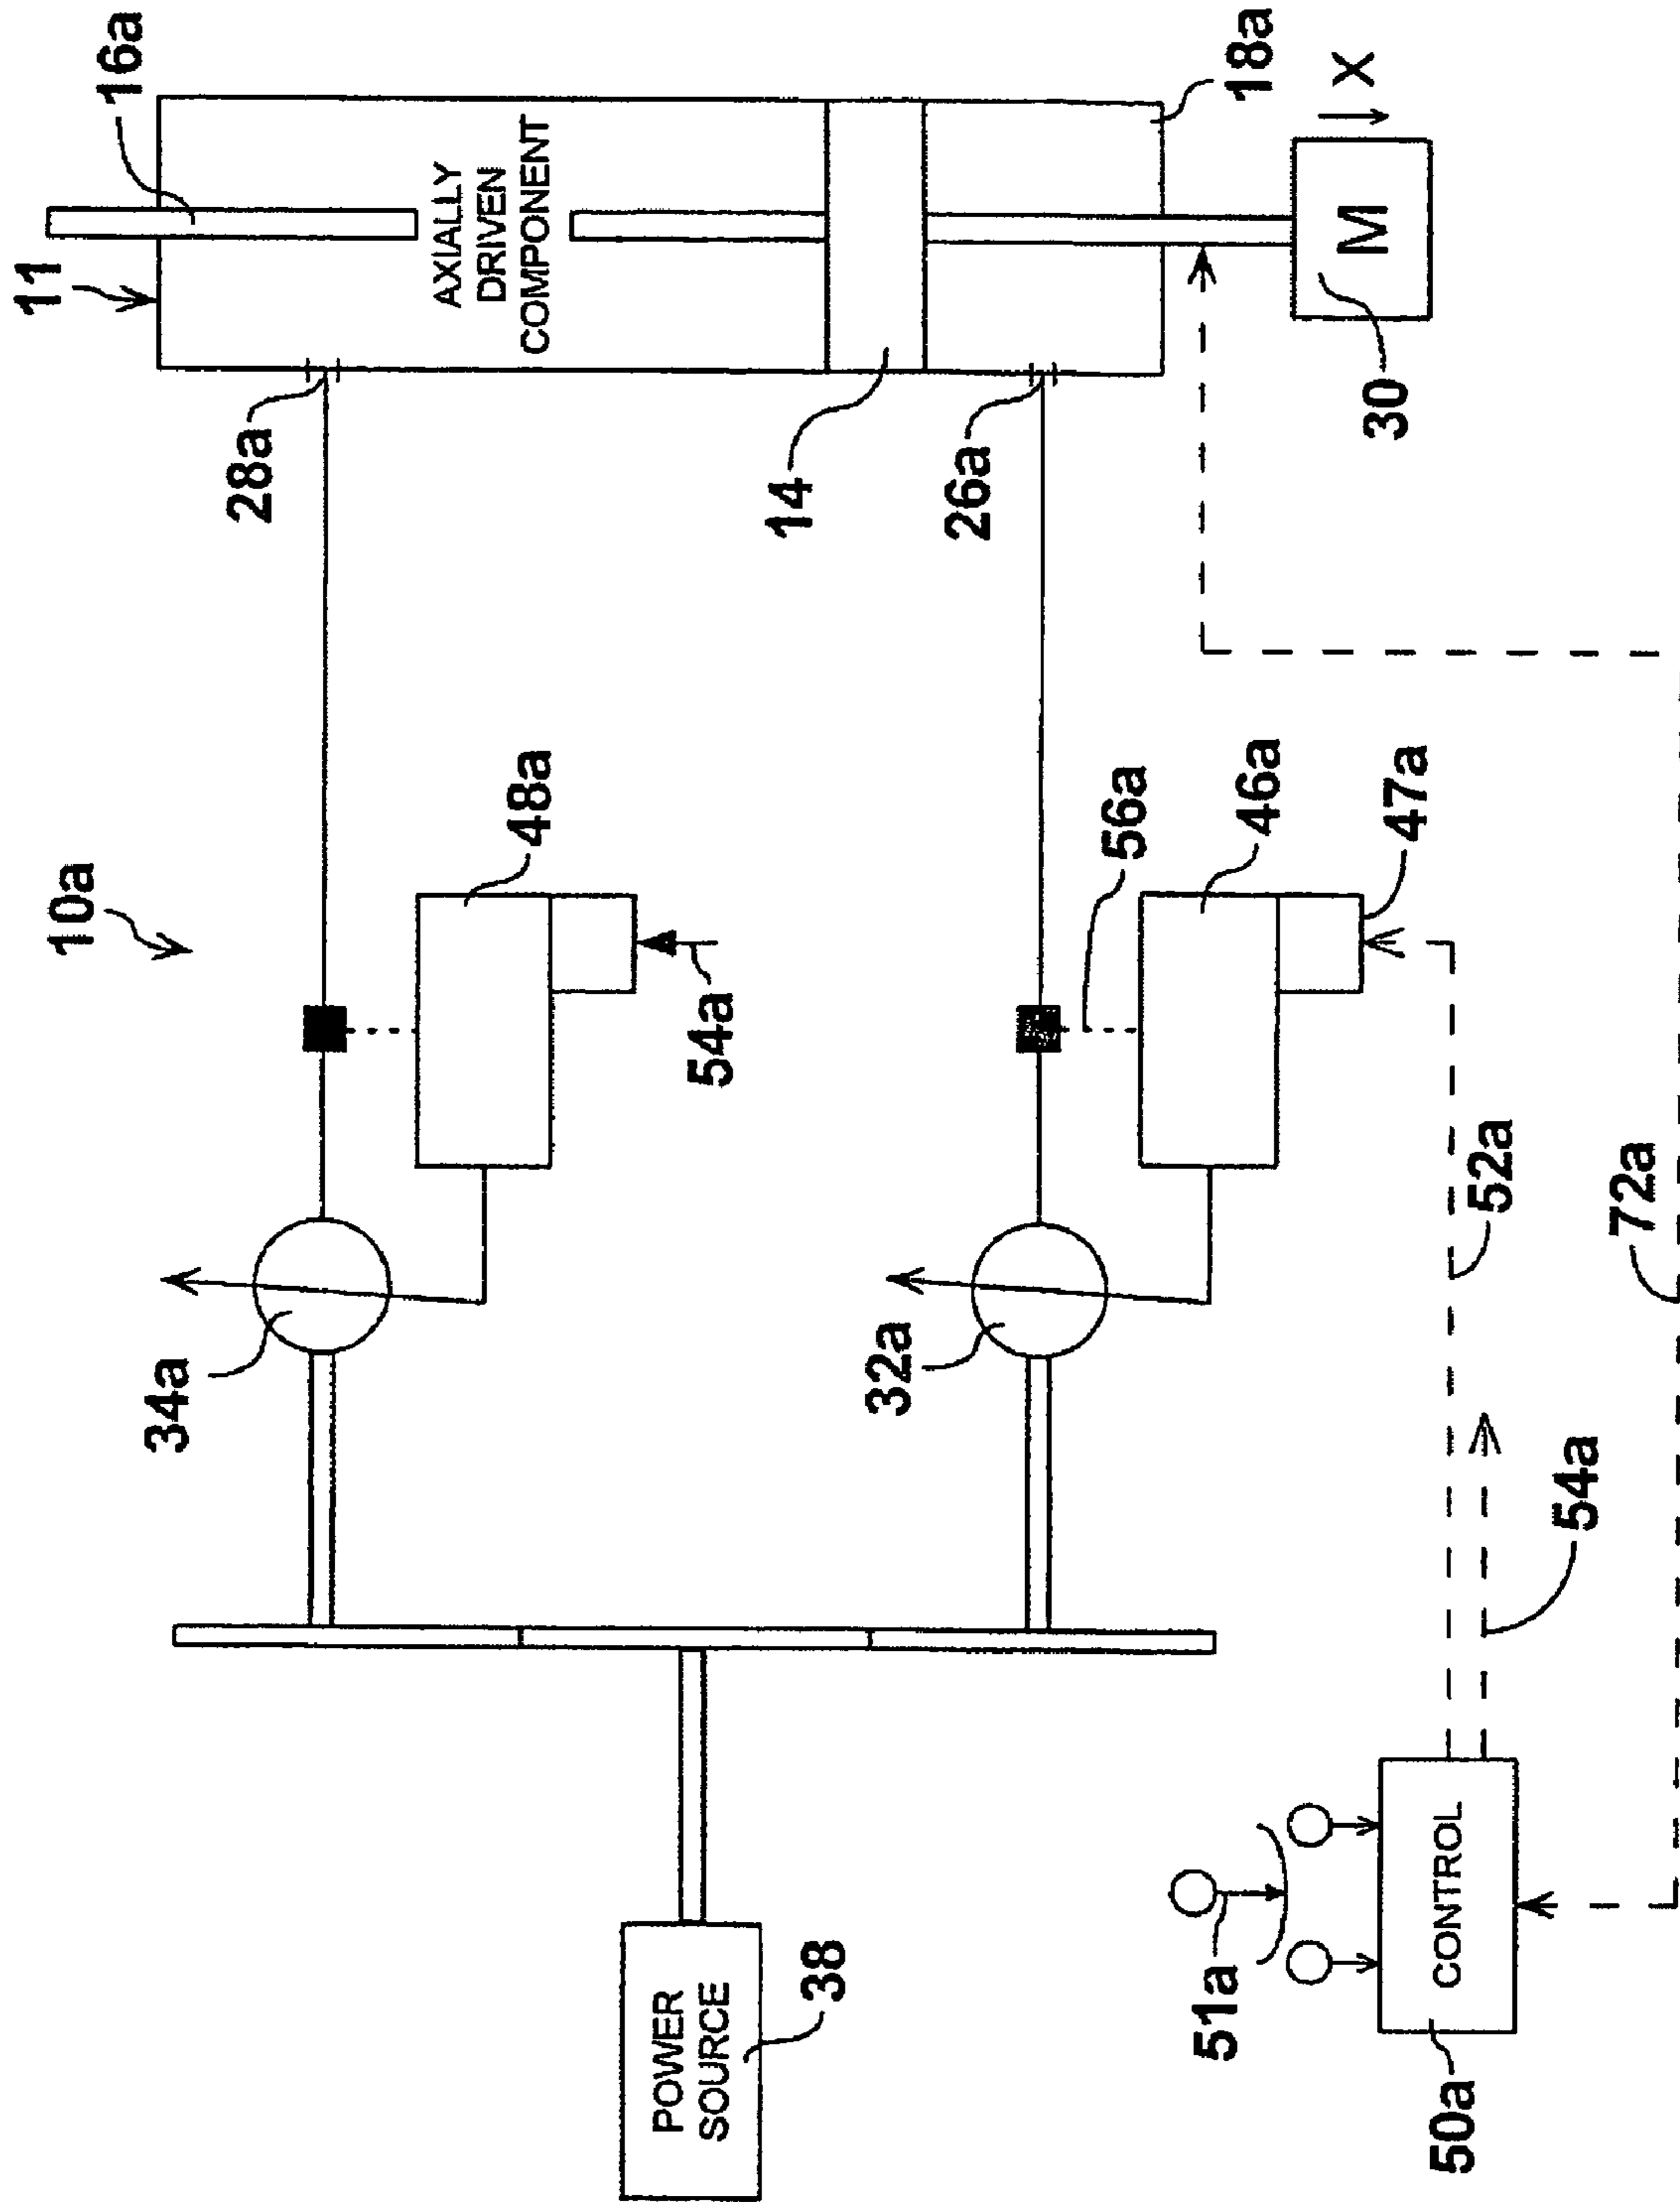 11
16a
AXIALLY
DRIVEN
COMPONENT
28a
14
26a
18a
X
M
30
10a
48a
54a
56a
46a
47a
34a
32a
52a
72a
54a
POWER
SOURCE
38
51a
CONTROL
50a